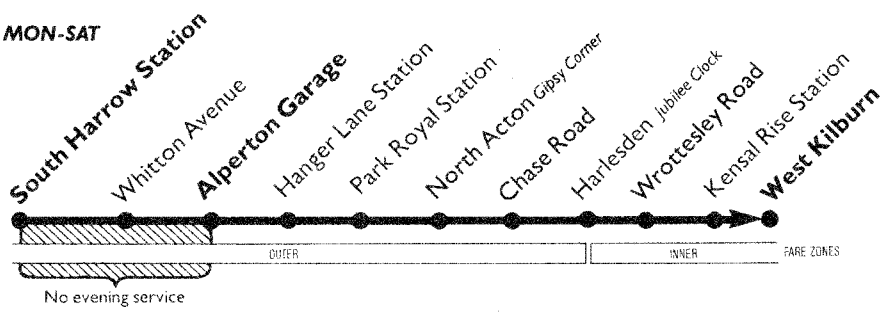 MON-SAT
South Harrow Station
Whitton Avenue
Alperton Garage
Hanger Lane Station
Park Royal Station
North Acton Gipsy Corner
Chase Road
Harlesden Jubilee Clock
Wrottesley Road
Kensal Rise Station
West Kilburn
OUTER
INNER
FARE ZONES
No evening service